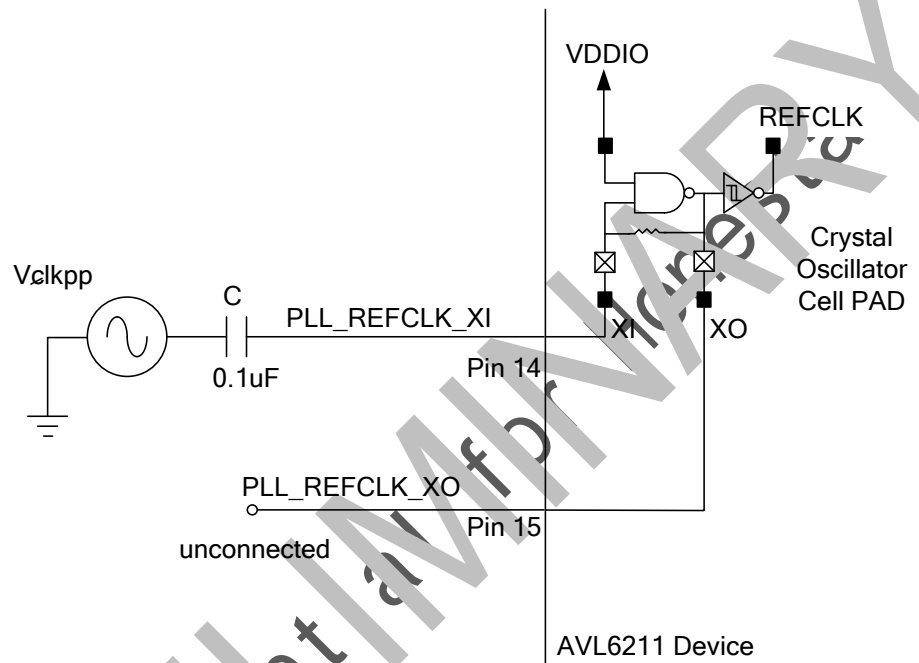 VDDIO
REFCLK
Crystal
Oscillator
Cell PAD
Vclkpp
C
PLL_REFCLK_XI
XI
XO
0.1uF
Pin 14
PLL_REFCLK_XO
Pin 15
unconnected
AVL6211 Device